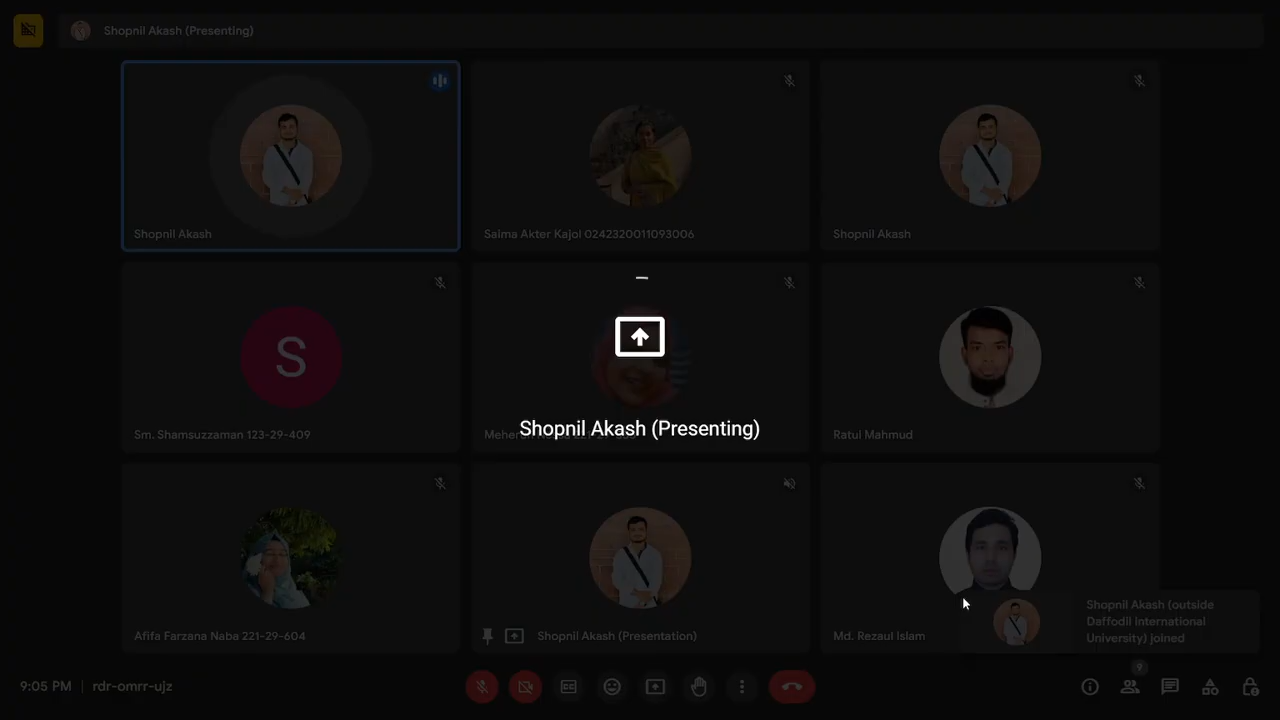 Shopnil Akash (Presenting)
Shopnil Akash
Salma Akter Kajol 0242320011093006
Shopnil Akash
S
Sm. Shamsuzzaman 123-29-409
Shopnil Akash (Presenting)
Ratul Mahmud
Afifa Farzana Naba 221-29-604
Shopnil Akash (Presentation)
Md. Rezaul Islam
Shopnil Akash (outside
Daffodil International
University) joined
9:05 PM
rdr-omrr-ujz
CC
9